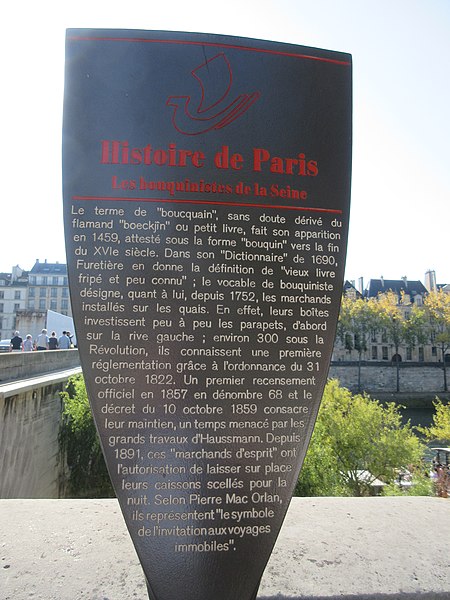 Histoire de Paris
Les bouquinistes de la Seine
Le terme de "boucquain", sans doute dérivé du
flamand "boeckjîn" ou petit livre, fait son apparition
en 1459, attesté sous la forme "bouquin" vers la fin
du XVIe siècle. Dans son "Dictionnaire" de 1690,
Furetière en donne la définition de "vieux livre
fripé et peu connu" ; le vocable de bouquiniste
désigne, quant à lui, depuis 1752, les marchands
installés sur les quais. En effet, leurs boîtes
investissent peu à peu les parapets, d'abord
sur la rive gauche ; environ 300 sous la
Révolution, ils connaissent une première
réglementation grâce à l'ordonnance du 31
octobre 1822. Un premier recensement
officiel en 1857 en dénombre 68 et le
décret du 10 octobre 1859 consacre
leur maintien, un temps menacé par les
grands travaux d'Haussmann. Depuis
1891, ces "marchands d'esprit" ont
l'autorisation de laisser sur place
leurs caissons scellés pour la
nuit. Selon Pierre Mac Orlan,
ils représentent "le symbole
de l'invitation aux voyages
immobiles".